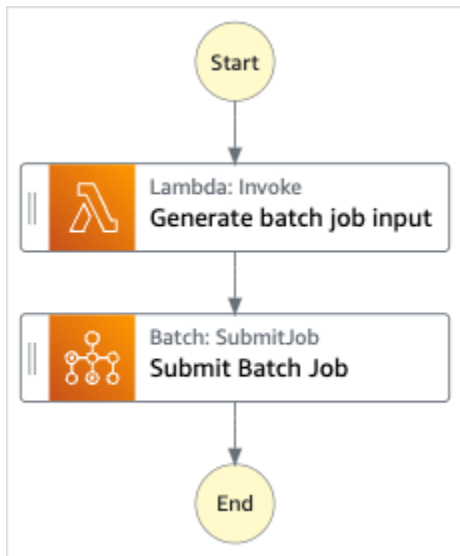 Start
Lambda: Invoke
Generate batch job input
Batch: SubmitJob
Submit Batch Job
End